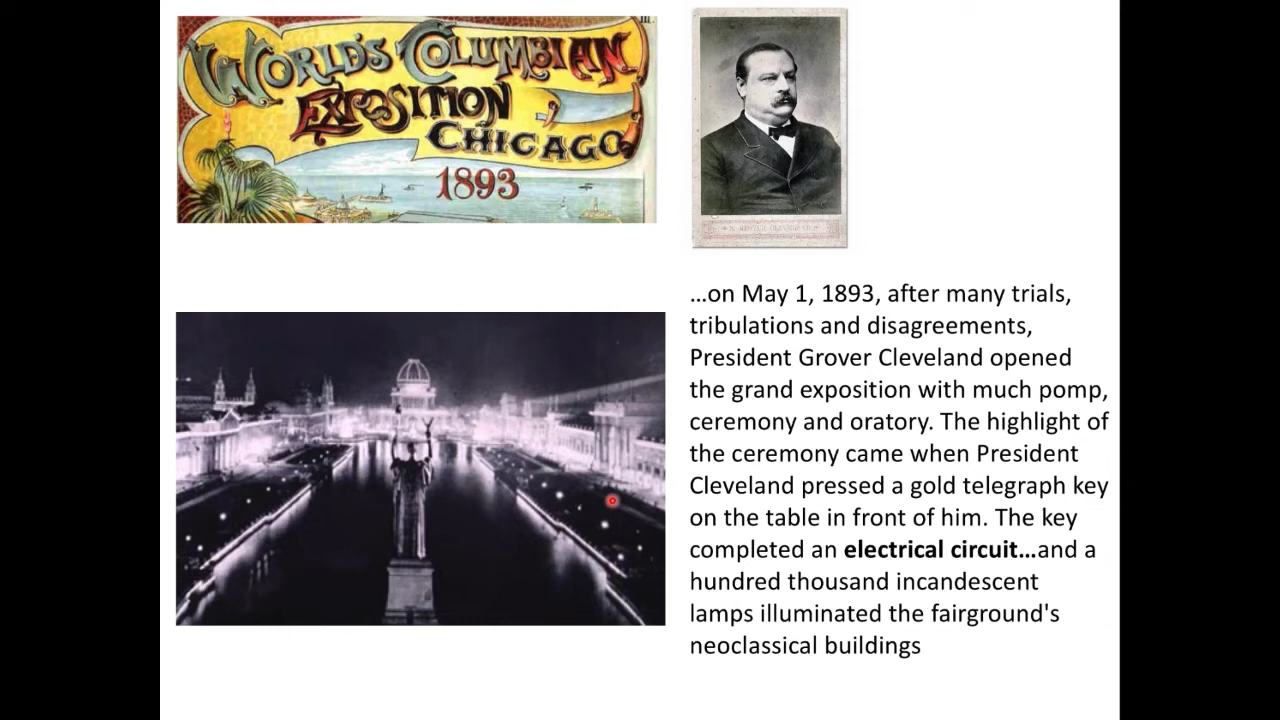 WORLD'S COLUMBIAN
EXPOSITION
CHICAGO
1893
…on May 1, 1893, after many trials,
tribulations and disagreements,
President Grover Cleveland opened
the grand exposition with much pomp,
ceremony and oratory. The highlight of
the ceremony came when President
Cleveland pressed a gold telegraph key
on the table in front of him. The key
completed an electrical circuit…and a
hundred thousand incandescent
lamps illuminated the fairground's
neoclassical buildings